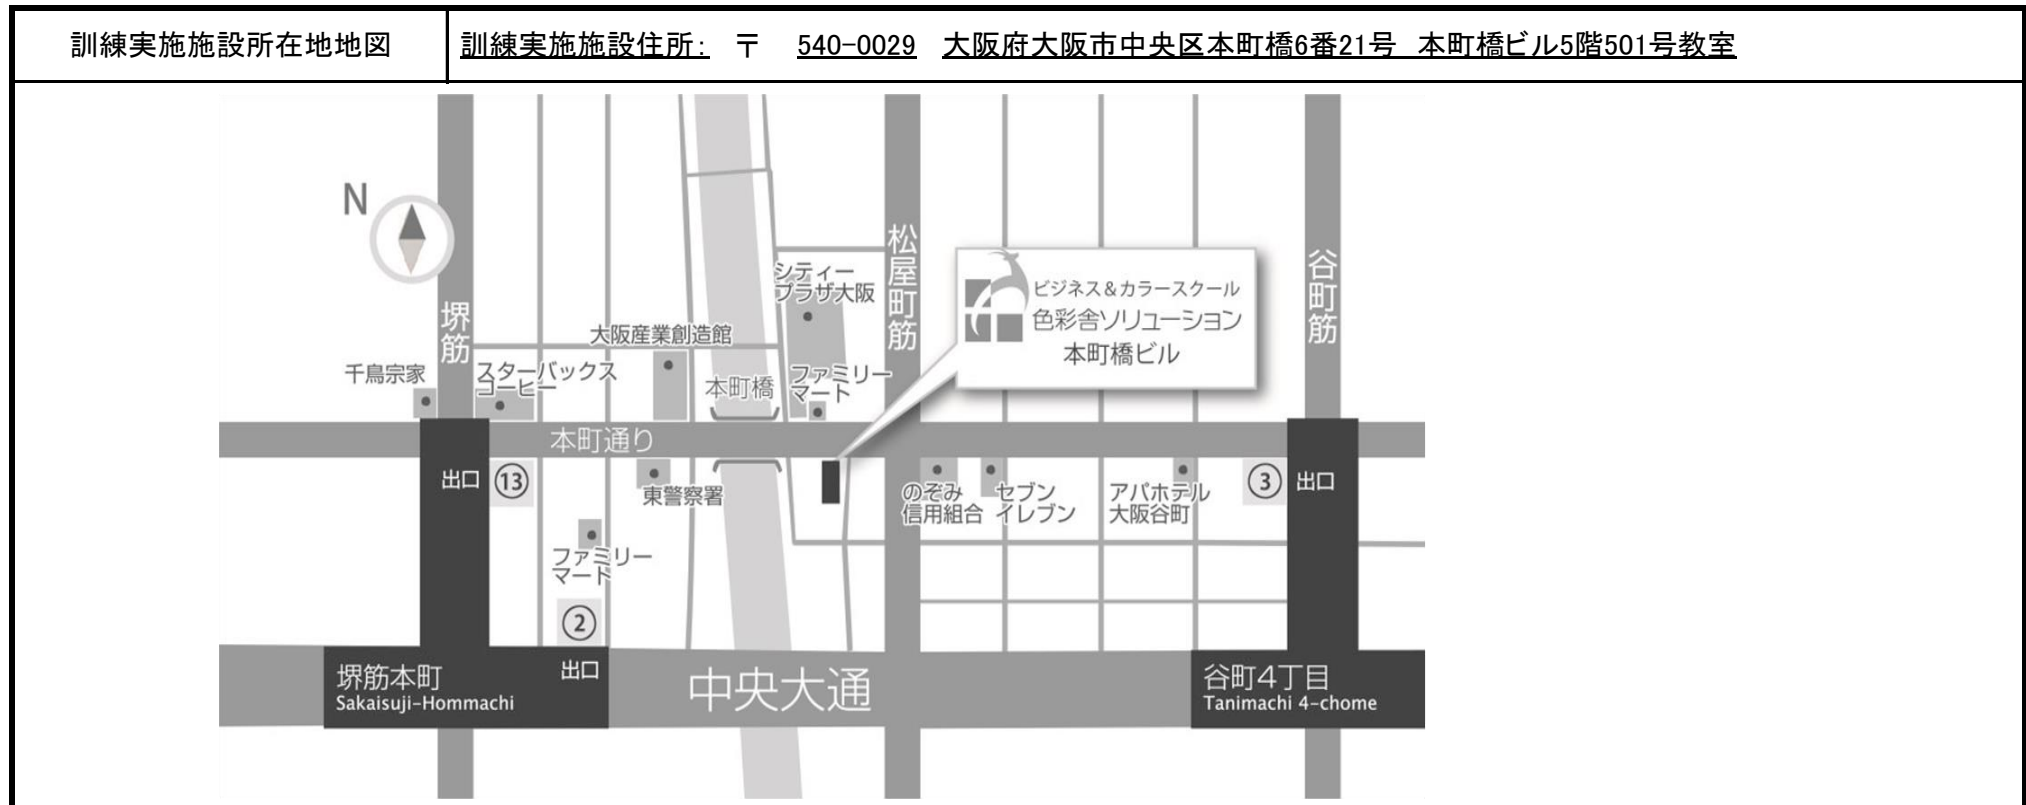 訓練実施施設所在地地図
訓練実施施設住所: 〒 540-0029 大阪府大阪市中央区本町橋6番21号 本町橋ビル5階501号教室
N
堺筋
松屋町筋
谷町筋
シティー
プラザ大阪
ビジネス&カラースクール
色彩舎ソリューション
本町橋ビル
大阪産業創造館
千鳥宗家
スターバックス
コーヒー
本町橋
ファミリー
マート
本町通り
出口
⑬
東警察署
のぞみ
信用組合
セブン
イレブン
アパホテル
大阪谷町
③
出口
ファミリー
マート
②
出口
堺筋本町
Sakaisuji-Hommachi
中央大通
谷町4丁目
Tanimachi 4-chome